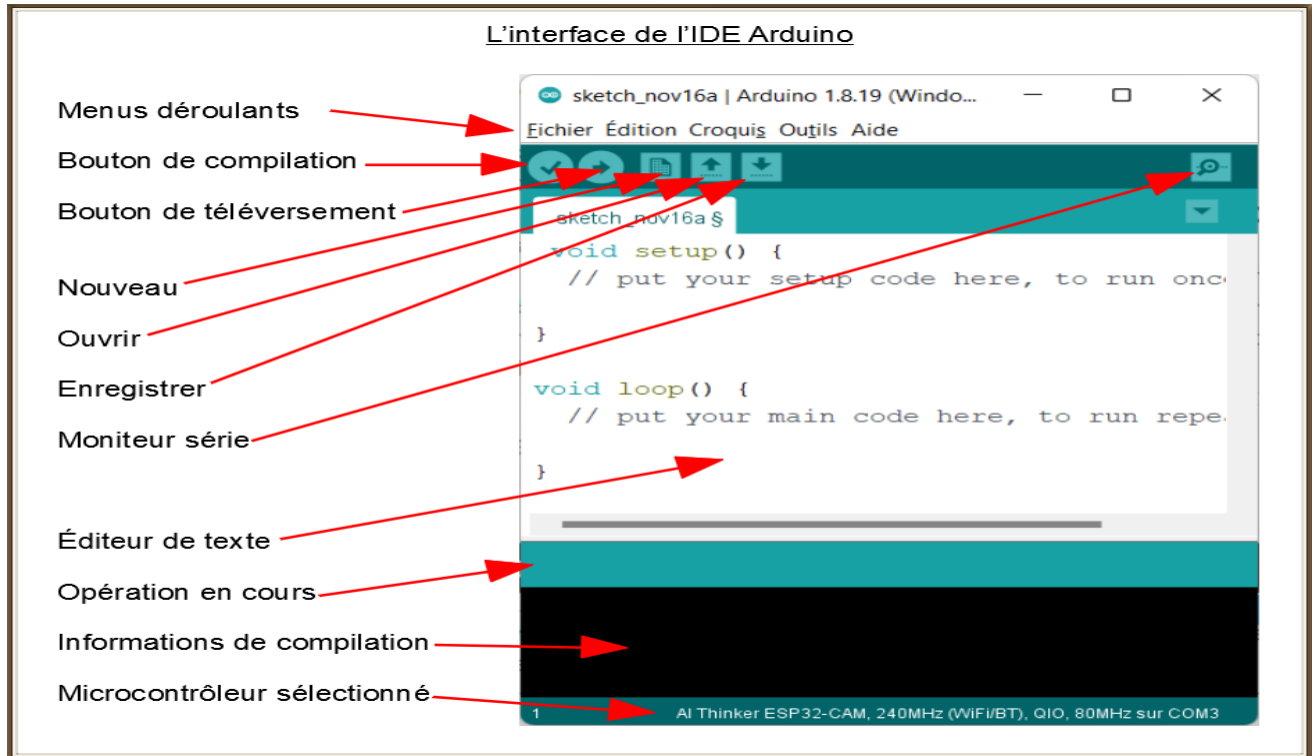 L'interface de l'IDE Arduino
Menus déroulants
Bouton de compilation
Bouton de téléversement
Nouveau
Ouvrir
Enregistrer
Moniteur série
Éditeur de texte
Opération en cours
Informations de compilation
Microcontrôleur sélectionné
sketch_nov16a | Arduino 1.8.19 (Windo...
Fichier Édition Croquis Outils Aide
sketch_nov16a §
void setup() {
// put your setup code here, to run onc
}
void loop() {
// put your main code here, to run repe
}
1 AI Thinker ESP32-CAM, 240MHz (WiFi/BT), QIO, 80MHz sur COM3